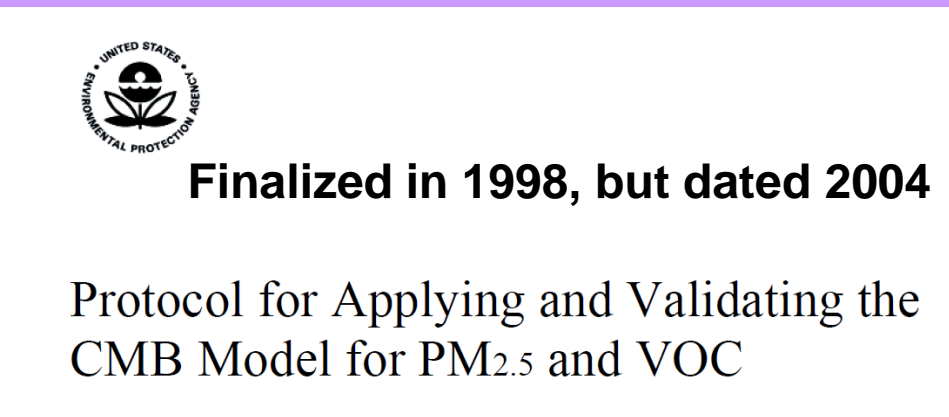 UNITED STATES
ENVIRONMENTAL PROTECTION AGENCY
Finalized in 1998, but dated 2004
Protocol for Applying and Validating the
CMB Model for PM2.5 and VOC